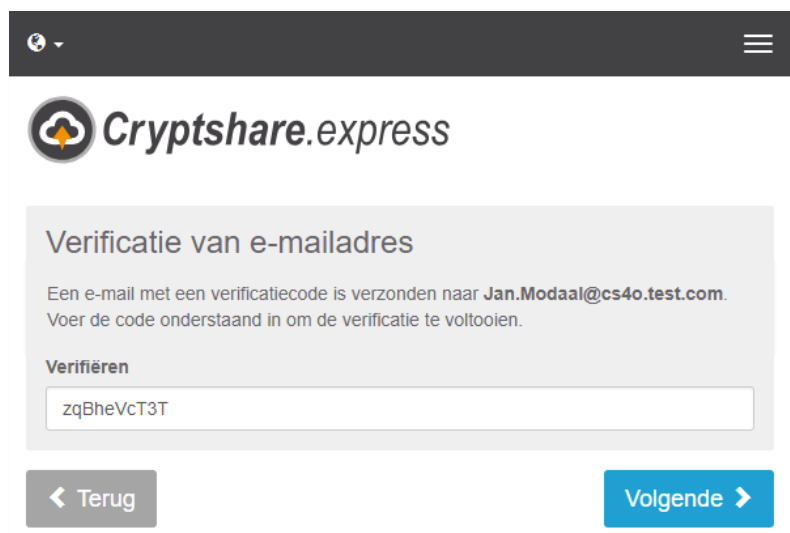 Cryptshare.express
Verificatie van e-mailadres
Een e-mail met een verificatiecode is verzonden naar Jan.Modaal@cs4o.test.com.
Voer de code onderstaand in om de verificatie te voltooien.
Verifiëren
zqBheVcT3T
Terug
Volgende